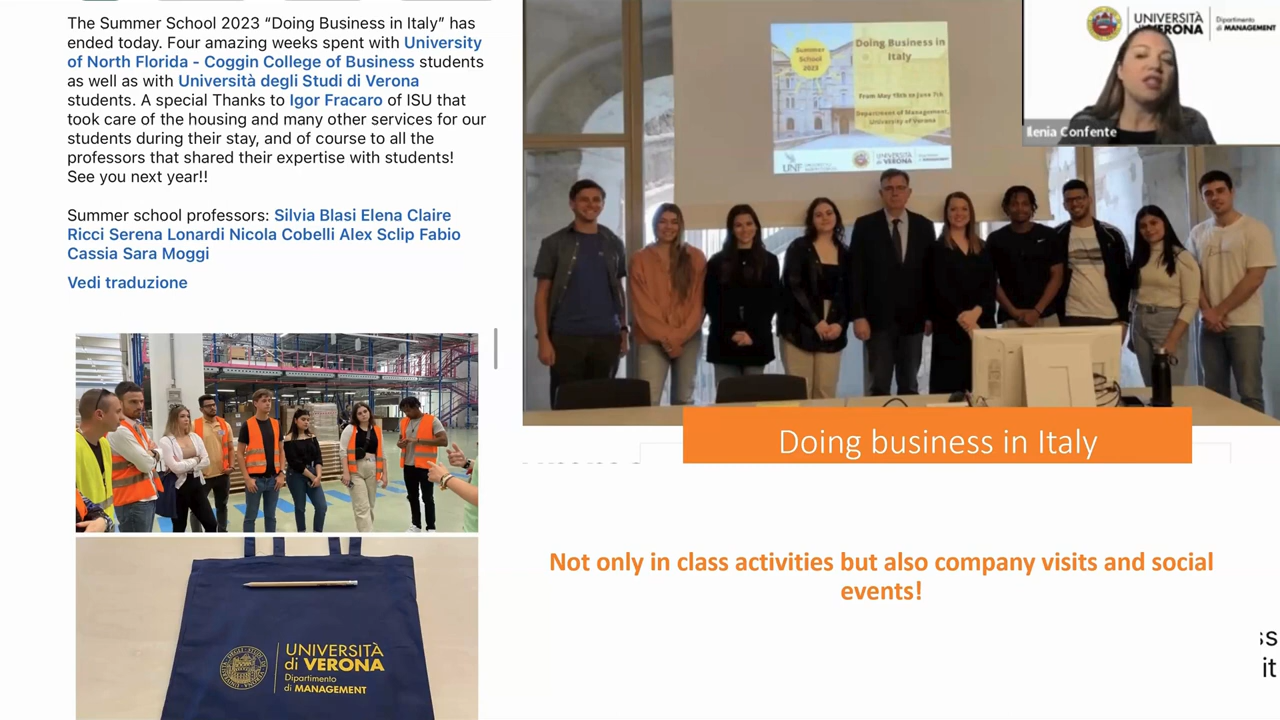 The Summer School 2023 “Doing Business in Italy” has
ended today. Four amazing weeks spent with University
of North Florida - Coggin College of Business students
as well as with Università degli Studi di Verona
students. A special Thanks to Igor Fracaro of ISU that
took care of the housing and many other services for our
students during their stay, and of course to all the
professors that shared their expertise with students!
See you next year!!
Summer school professors: Silvia Blasi Elena Claire
Ricci Serena Lonardi Nicola Cobelli Alex Sclip Fabio
Cassia Sara Moggi
Vedi traduzione
UNIVERSITÀ
di VERONA
Dipartimento
di MANAGEMENT
Summer
School
2023
Doing Business in
Italy
From May 15th to June 7th
Department of Management,
University of Verona
UNF
UNIVERSITÀ
di VERONA
UNIVERSITÀ
di VERONA
Dipartimento
di MANAGEMENT
Ilenia Confente
Doing business in Italy
Not only in class activities but also company visits and social
events!
ss
it